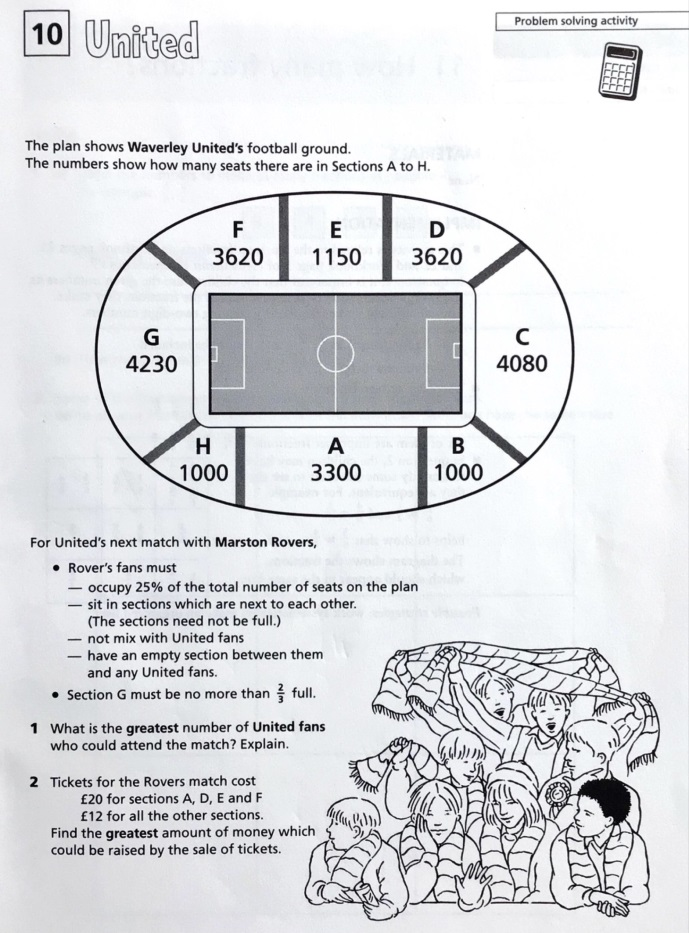 10 United
Problem solving activity
The plan shows Waverley United's football ground.
The numbers show how many seats there are in Sections A to H.
F
3620
E
1150
D
3620
G
4230
C
4080
H
1000
A
3300
B
1000
For United's next match with Marston Rovers,
• Rover's fans must
— occupy 25% of the total number of seats on the plan
— sit in sections which are next to each other.
(The sections need not be full.)
— not mix with United fans
— have an empty section between them
and any United fans.
• Section G must be no more than 2/3 full.
1 What is the greatest number of United fans
who could attend the match? Explain.
2 Tickets for the Rovers match cost
£20 for sections A, D, E and F
£12 for all the other sections.
Find the greatest amount of money which
could be raised by the sale of tickets.